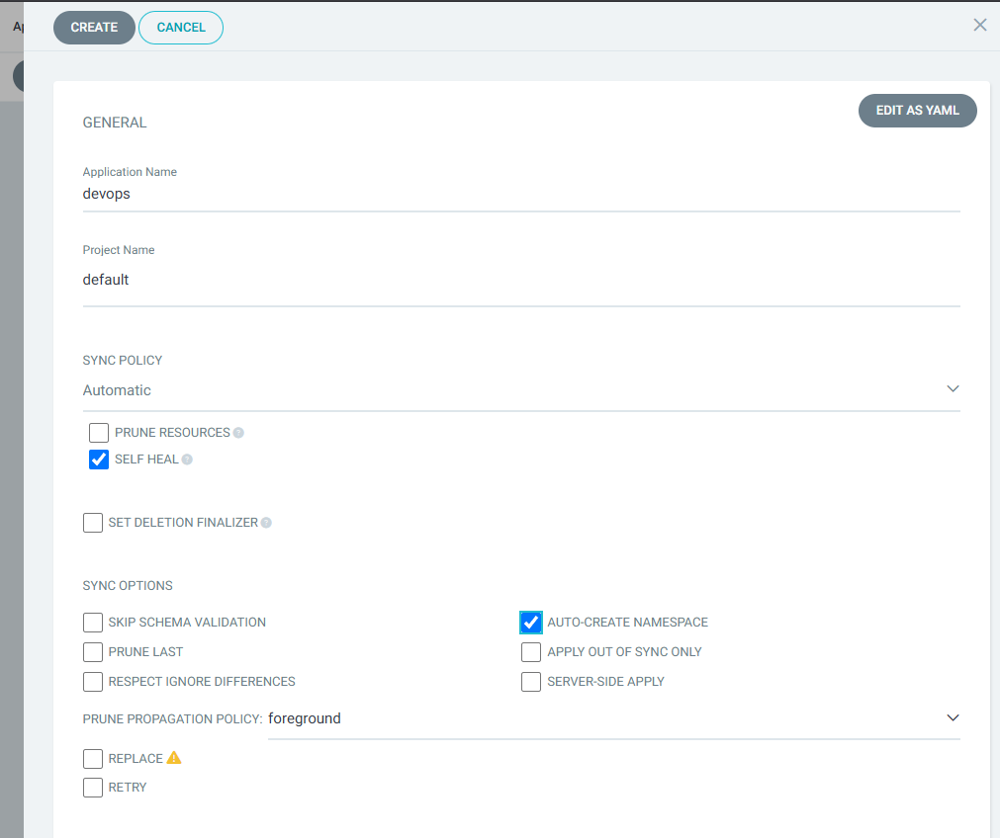 Ap
CREATE CANCEL
EDIT AS YAML
GENERAL
Application Name
devops
Project Name
default
SYNC POLICY
Automatic
PRUNE RESOURCES ?
SELF HEAL ?
SET DELETION FINALIZER ?
SYNC OPTIONS
SKIP SCHEMA VALIDATION AUTO-CREATE NAMESPACE
PRUNE LAST APPLY OUT OF SYNC ONLY
RESPECT IGNORE DIFFERENCES SERVER-SIDE APPLY
PRUNE PROPAGATION POLICY: foreground
REPLACE
RETRY